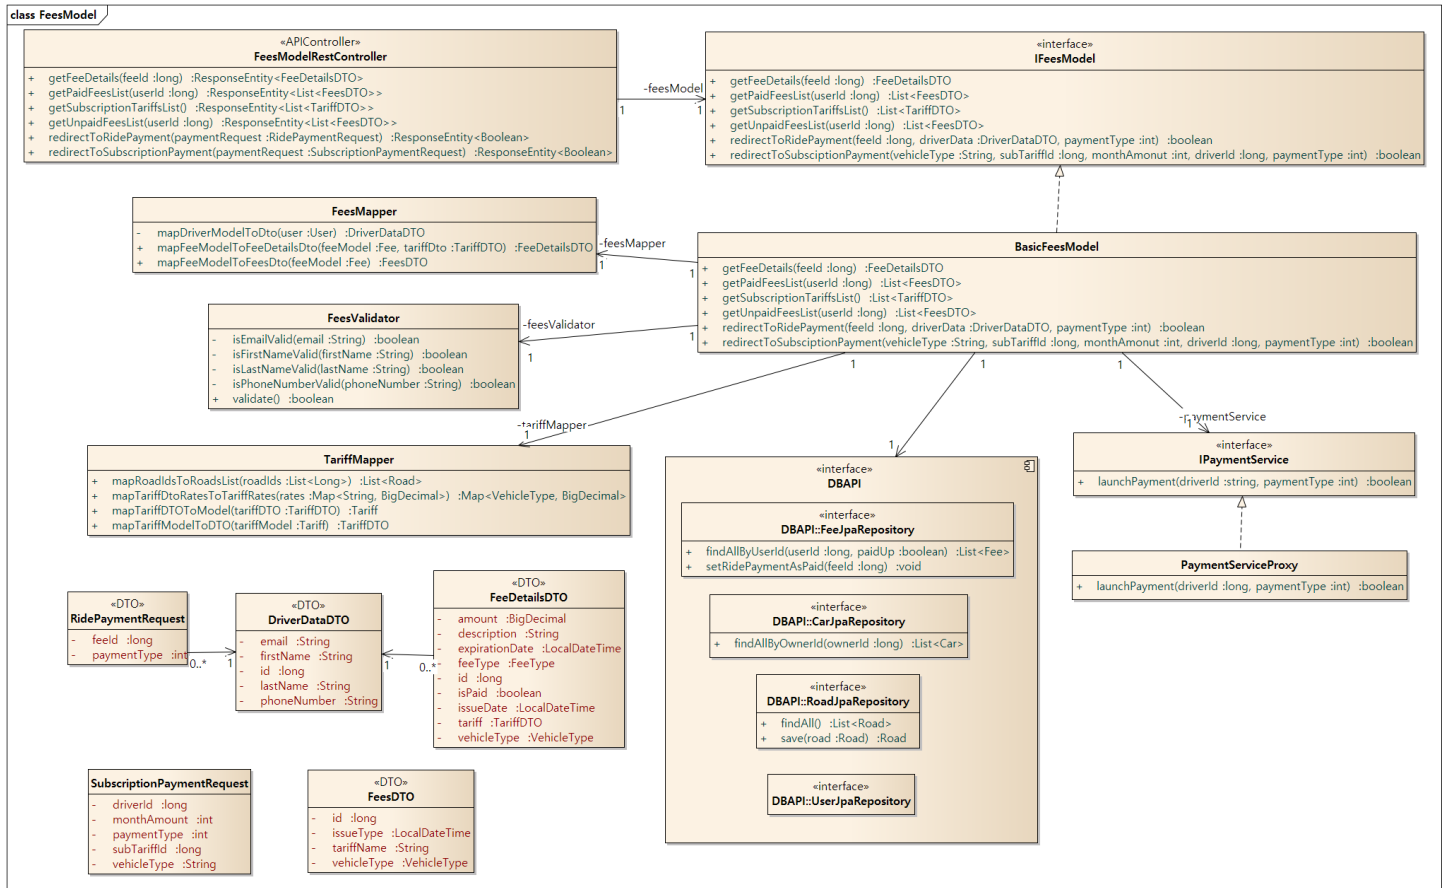 class FeesModel
«APIController»
FeesModelRestController
+ getFeeDetails(feeId :long) :ResponseEntity<FeeDetailsDTO>
+ getPaidFeesList(userId :long) :ResponseEntity<List<FeesDTO>>
+ getSubscriptionTariffsList() :ResponseEntity<List<TariffDTO>>
+ getUnpaidFeesList(userId :long) :ResponseEntity<List<FeesDTO>>
+ redirectToRidePayment(paymentRequest :RidePaymentRequest) :ResponseEntity<Boolean>
+ redirectToSubscriptionPayment(paymentRequest :SubscriptionPaymentRequest) :ResponseEntity<Boolean>
-feesModel
1
1
«interface»
IFeesModel
+ getFeeDetails(feeId :long) :FeeDetailsDTO
+ getPaidFeesList(userId :long) :List<FeesDTO>
+ getSubscriptionTariffsList() :List<TariffDTO>
+ getUnpaidFeesList(userId :long) :List<FeesDTO>
+ redirectToRidePayment(feeId :long, driverData :DriverDataDTO, paymentType :int) :boolean
+ redirectToSubsciptionPayment(vehicleType :String, subTariffId :long, monthAmonut :int, driverId :long, paymentType :int) :boolean
FeesMapper
- mapDriverModelToDto(user :User) :DriverDataDTO
+ mapFeeModelToFeeDetailsDto(feeModel :Fee, tariffDto :TariffDTO) :FeeDetailsDTO
+ mapFeeModelToFeesDto(feeModel :Fee) :FeesDTO
-feesMapper
1
1
BasicFeesModel
+ getFeeDetails(feeId :long) :FeeDetailsDTO
+ getPaidFeesList(userId :long) :List<FeesDTO>
+ getSubscriptionTariffsList() :List<TariffDTO>
+ getUnpaidFeesList(userId :long) :List<FeesDTO>
+ redirectToRidePayment(feeId :long, driverData :DriverDataDTO, paymentType :int) :boolean
+ redirectToSubsciptionPayment(vehicleType :String, subTariffId :long, monthAmonut :int, driverId :long, paymentType :int) :boolean
FeesValidator
- isEmailValid(email :String) :boolean
- isFirstNameValid(firstName :String) :boolean
- isLastNameValid(lastName :String) :boolean
- isPhoneNumberValid(phoneNumber :String) :boolean
+ validate() :boolean
-feesValidator
1
1
1
1
1
-tariffMapper
1
1
-paymentService
1
TariffMapper
+ mapRoadIdsToRoadsList(roadIds :List<Long>) :List<Road>
+ mapTariffDtoRatesToTariffRates(rates :Map<String, BigDecimal>) :Map<VehicleType, BigDecimal>
+ mapTariffDTOToModel(tariffDTO :TariffDTO) :Tariff
+ mapTariffModelToDTO(tariffModel :Tariff) :TariffDTO
«interface»
DBAPI
«interface»
DBAPI::FeeJpaRepository
+ findAllByUserId(userId :long, paidUp :boolean) :List<Fee>
+ setRidePaymentAsPaid(feeId :long) :void
«interface»
DBAPI::CarJpaRepository
+ findAllByOwnerId(ownerId :long) :List<Car>
«interface»
DBAPI::RoadJpaRepository
+ findAll() :List<Road>
+ save(road :Road) :Road
«interface»
DBAPI::UserJpaRepository
«interface»
IPaymentService
+ launchPayment(driverId :string, paymentType :int) :boolean
PaymentServiceProxy
+ launchPayment(driverId :long, paymentType :int) :boolean
«DTO»
RidePaymentRequest
- feeId :long
- paymentType :int
0..*
1
«DTO»
DriverDataDTO
- email :String
- firstName :String
- id :long
- lastName :String
- phoneNumber :String
1
0..*
«DTO»
FeeDetailsDTO
- amount :BigDecimal
- description :String
- expirationDate :LocalDateTime
- feeType :FeeType
- id :long
- isPaid :boolean
- issueDate :LocalDateTime
- tariff :TariffDTO
- vehicleType :VehicleType
SubscriptionPaymentRequest
- driverId :long
- monthAmount :int
- paymentType :int
- subTariffId :long
- vehicleType :String
«DTO»
FeesDTO
- id :long
- issueType :LocalDateTime
- tariffName :String
- vehicleType :VehicleType